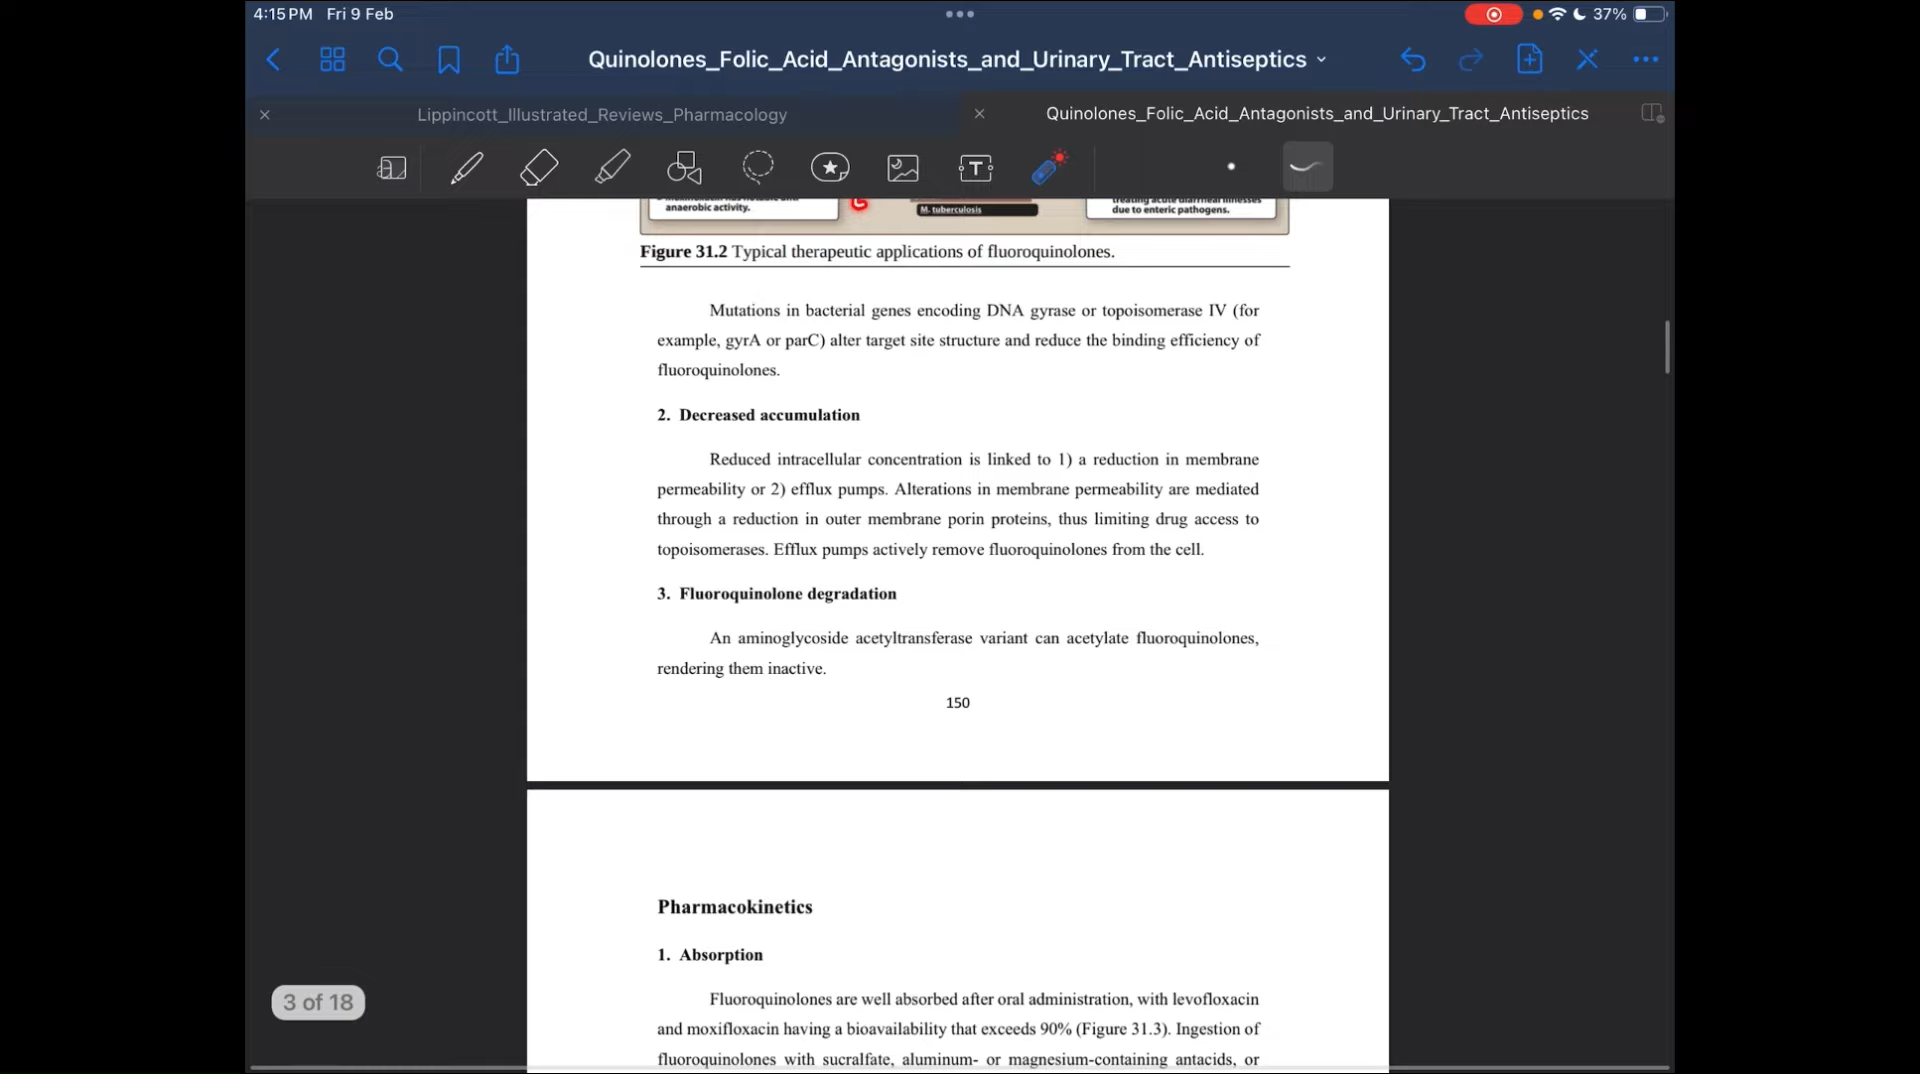 4:15 PM Fri 9 Feb
37%
Quinolones_Folic_Acid_Antagonists_and_Urinary_Tract_Antiseptics
Lippincott_Illustrated_Reviews_Pharmacology
Quinolones_Folic_Acid_Antagonists_and_Urinary_Tract_Antiseptics
anaerobic activity.
M. tuberculosis
treating acute diarrheal illnesses
due to enteric pathogens.
Figure 31.2 Typical therapeutic applications of fluoroquinolones.
Mutations in bacterial genes encoding DNA gyrase or topoisomerase IV (for
example, gyrA or parC) alter target site structure and reduce the binding efficiency of
fluoroquinolones.
2. Decreased accumulation
Reduced intracellular concentration is linked to 1) a reduction in membrane
permeability or 2) efflux pumps. Alterations in membrane permeability are mediated
through a reduction in outer membrane porin proteins, thus limiting drug access to
topoisomerases. Efflux pumps actively remove fluoroquinolones from the cell.
3. Fluoroquinolone degradation
An aminoglycoside acetyltransferase variant can acetylate fluoroquinolones,
rendering them inactive.
150
Pharmacokinetics
1. Absorption
Fluoroquinolones are well absorbed after oral administration, with levofloxacin
and moxifloxacin having a bioavailability that exceeds 90% (Figure 31.3). Ingestion of
fluoroquinolones with sucralfate, aluminum- or magnesium-containing antacids, or
3 of 18